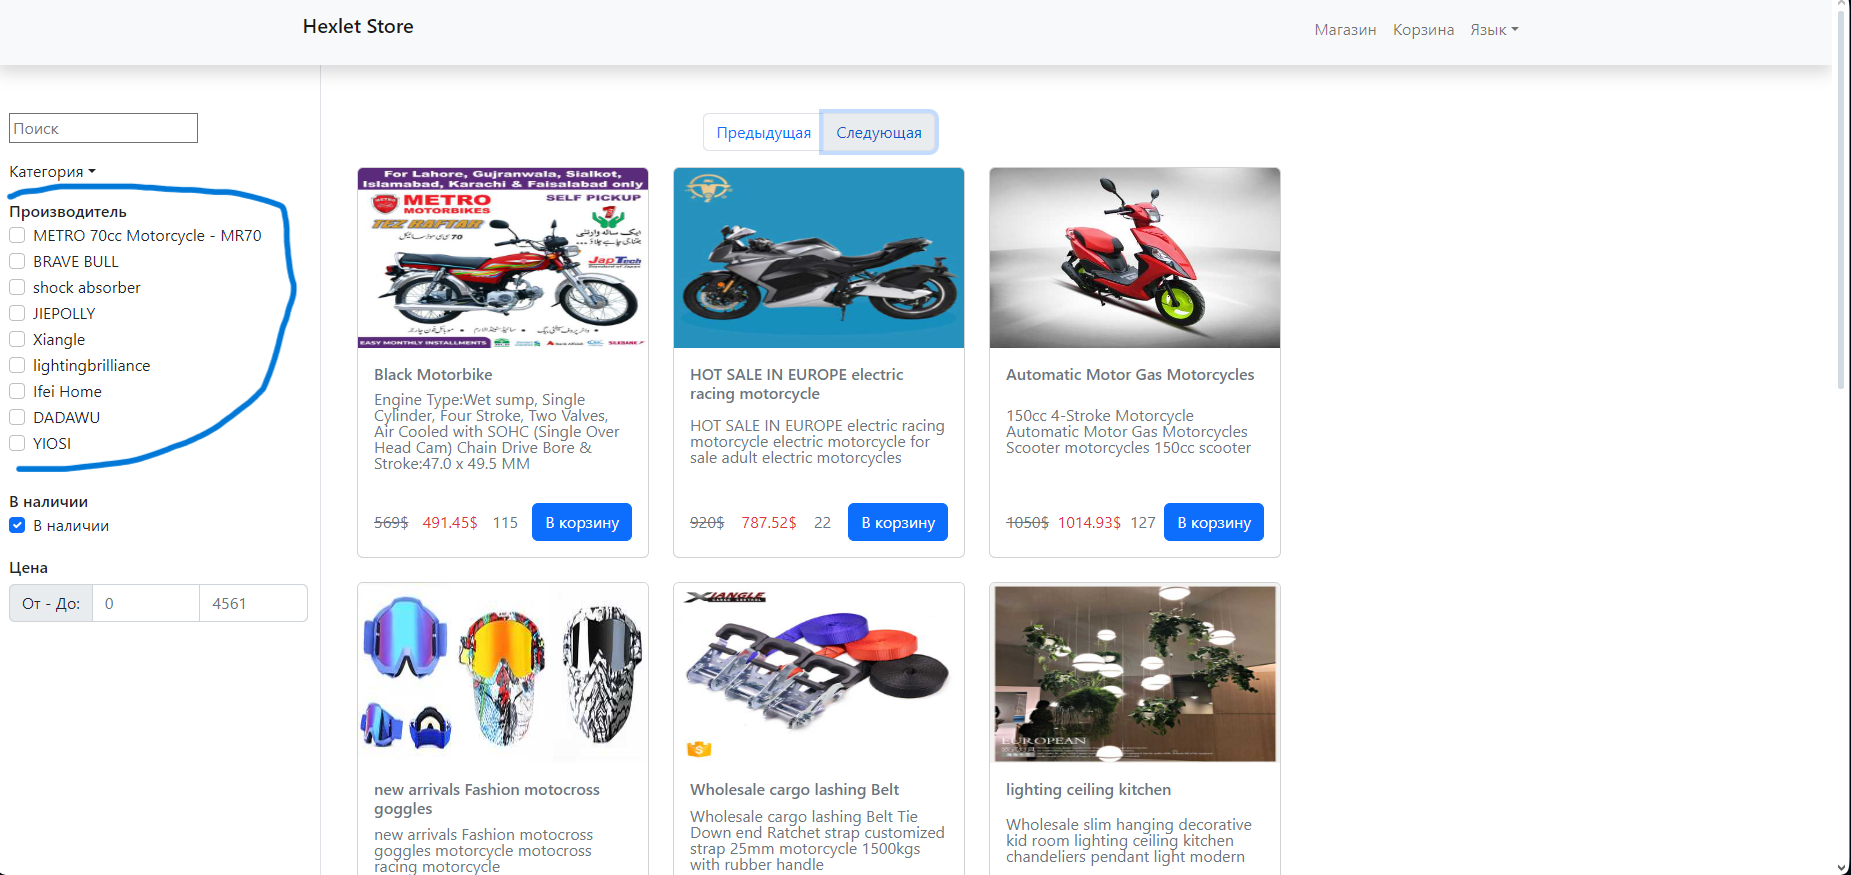 Hexlet Store
Магазин
Корзина
Язык
Поиск
Категория
Производитель
METRO 70cc Motorcycle - MR70
BRAVE BULL
shock absorber
JIEPOLLY
Xiangle
lightingbrilliance
Ifei Home
DADAWU
YIOSI
В наличии
В наличии
Цена
От - До:
0
4561
Предыдущая
Следующая
For Lahore, Gujranwala, Sialkot,
Islamabad, Karachi & Faisalabad only
METRO
MOTORBIKES
SELF PICKUP
TEZ RAFTAR
JapTech
EASY MONTHLY INSTALLMENTS
Black Motorbike
Engine Type:Wet sump, Single
Cylinder, Four Stroke, Two Valves,
Air Cooled with SOHC (Single Over
Head Cam) Chain Drive Bore &
Stroke:47.0 x 49.5 MM
569$ 491.45$ 115
В корзину
HOT SALE IN EUROPE electric
racing motorcycle
HOT SALE IN EUROPE electric racing
motorcycle electric motorcycle for
sale adult electric motorcycles
920$ 787.52$ 22
В корзину
Automatic Motor Gas Motorcycles
150cc 4-Stroke Motorcycle
Automatic Motor Gas Motorcycles
Scooter motorcycles 150cc scooter
1050$ 1014.93$ 127
В корзину
new arrivals Fashion motocross
goggles
new arrivals Fashion motocross
goggles motorcycle motocross
racing motorcycle
XIANGLE
Wholesale cargo lashing Belt
Wholesale cargo lashing Belt Tie
Down end Ratchet strap customized
strap 25mm motorcycle 1500kgs
with rubber handle
EUROPEAN
lighting ceiling kitchen
Wholesale slim hanging decorative
kid room lighting ceiling kitchen
chandeliers pendant light modern